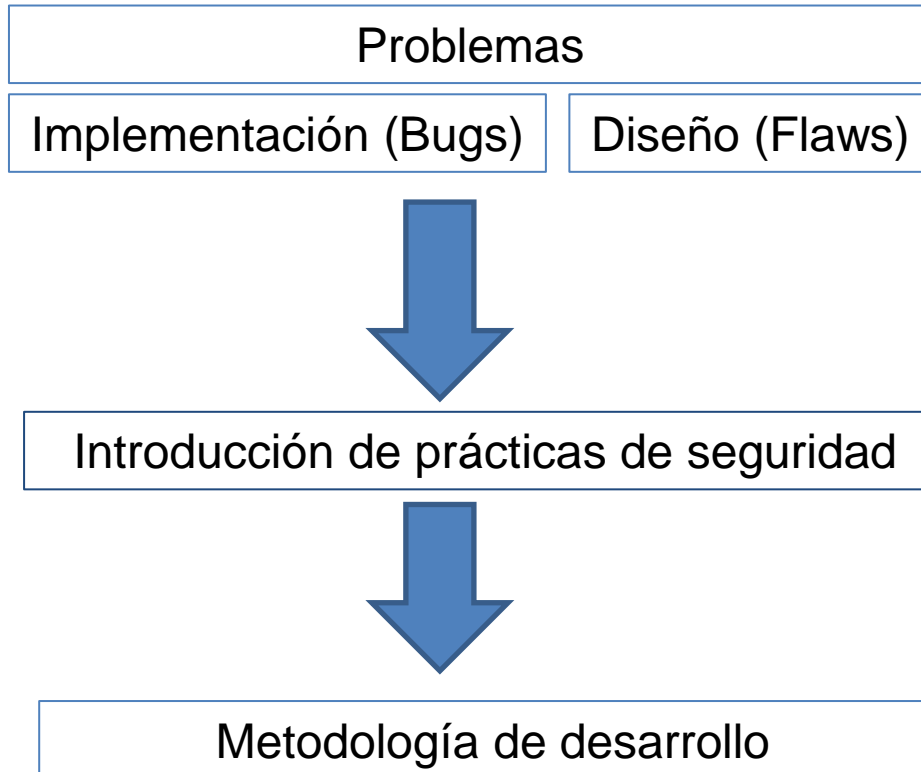 Problemas
Implementación (Bugs)
Diseño (Flaws)
Introducción de prácticas de seguridad
Metodología de desarrollo